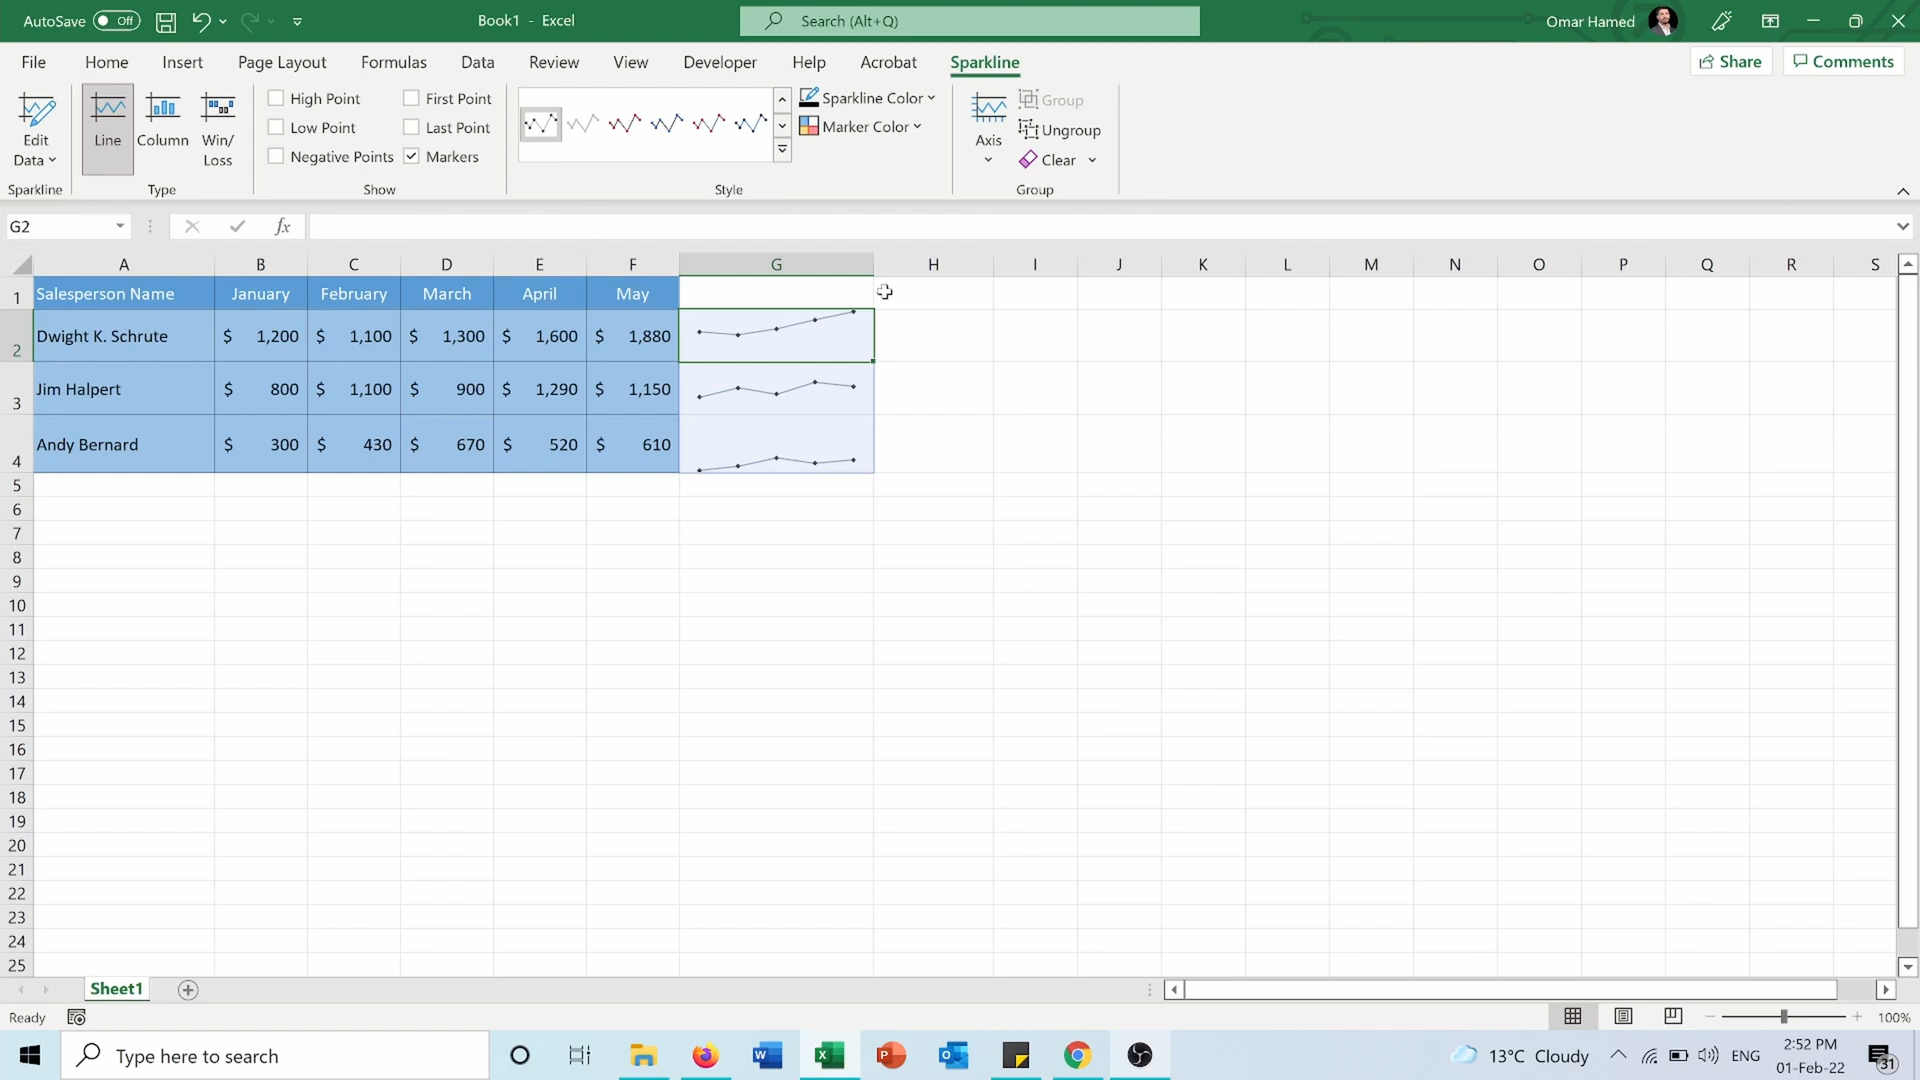 AutoSave Off Book1 - Excel Search (Alt+Q) Omar Hamed
File Home Insert Page Layout Formulas Data Review View Developer Help Acrobat Sparkline Share Comments
Edit Data
Line
Column
Win/ Loss
High Point
First Point
Low Point
Last Point
Negative Points
Markers
Sparkline Color
Marker Color
Axis
Group
Ungroup
Clear
Sparkline Type Show Style Group
G2 fx
A B C D E F G H I J K L M N O P Q R S
1 Salesperson Name January February March April May
2 Dwight K. Schrute $ 1,200 $ 1,100 $ 1,300 $ 1,600 $ 1,880
3 Jim Halpert $ 800 $ 1,100 $ 900 $ 1,290 $ 1,150
4 Andy Bernard $ 300 $ 430 $ 670 $ 520 $ 610
5
6
7
8
9
10
11
12
13
14
15
16
17
18
19
20
21
22
23
24
25
Sheet1
Ready 100%
Type here to search 13°C Cloudy ENG 2:52 PM
01-Feb-22 31